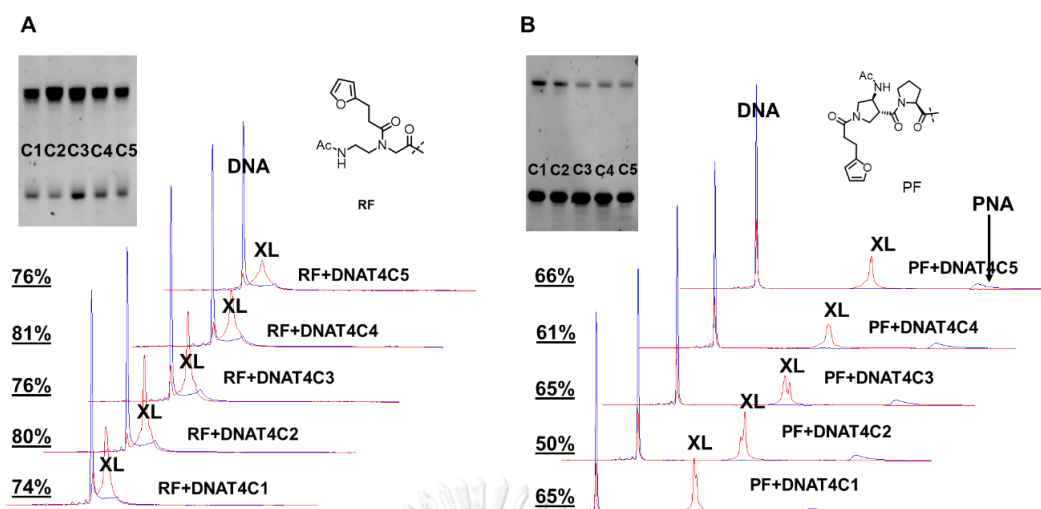 A
C1 C2 C3 C4 C5
O
O
Ac
N
H
N
O
RF
DNA
XL
76%
RF+DNAT4C5
XL
81%
RF+DNAT4C4
XL
76%
RF+DNAT4C3
XL
80%
RF+DNAT4C2
XL
74%
RF+DNAT4C1
B
C1 C2 C3 C4 C5
Ac
NH
N
N
O
O
O
O
PF
DNA
PNA
XL
66%
PF+DNAT4C5
XL
61%
PF+DNAT4C4
XL
65%
PF+DNAT4C3
XL
50%
PF+DNAT4C2
XL
65%
PF+DNAT4C1